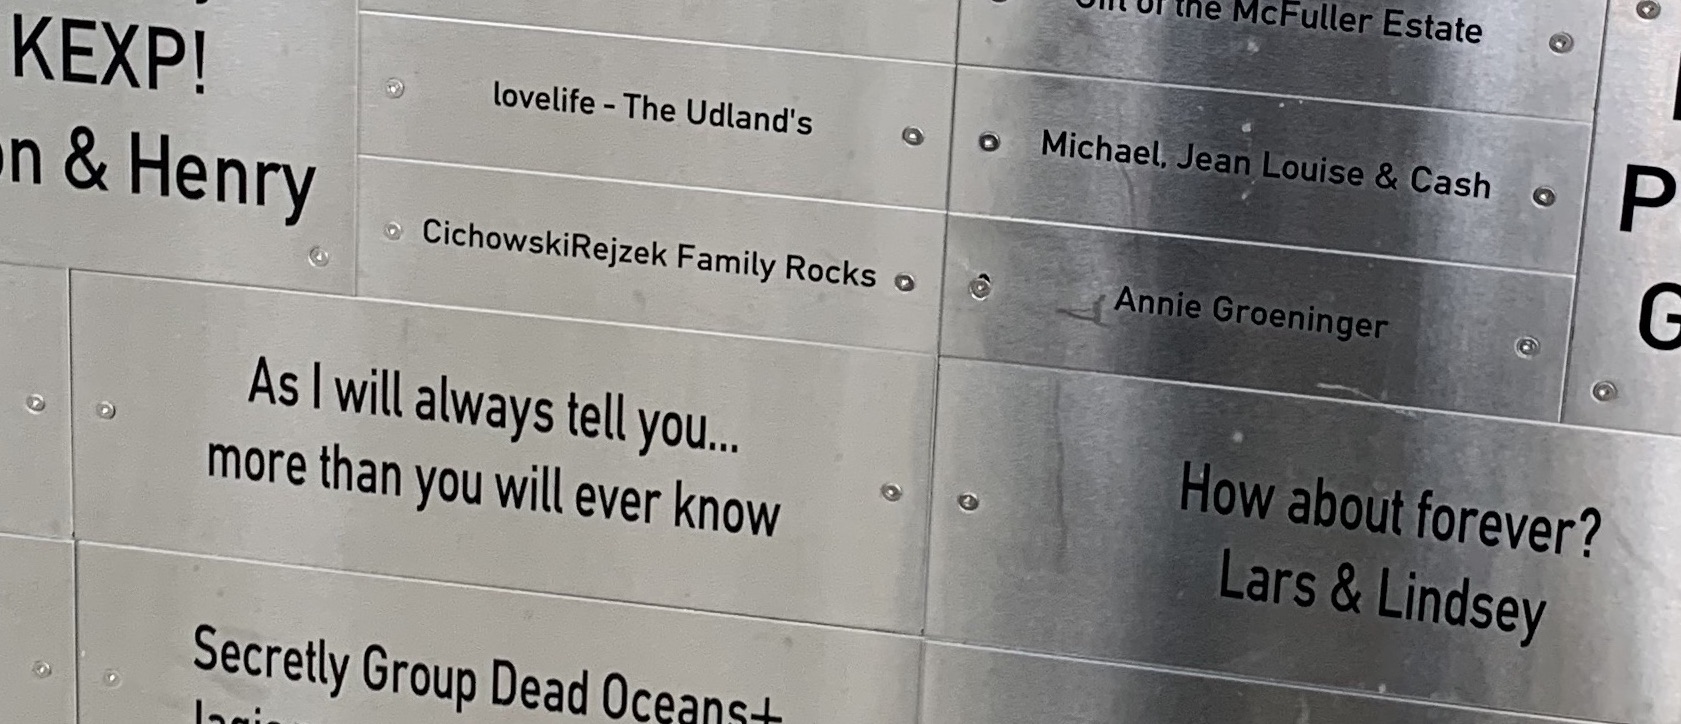 KEXP!
& Henry
lovelife - The Udland's
CichowskiRejzek Family Rocks
of the McFuller Estate
Michael, Jean Louise & Cash
Annie Groeninger
As I will always tell you...
more than you will ever know
How about forever?
Lars & Lindsey
Secretly Group Dead Oceans+